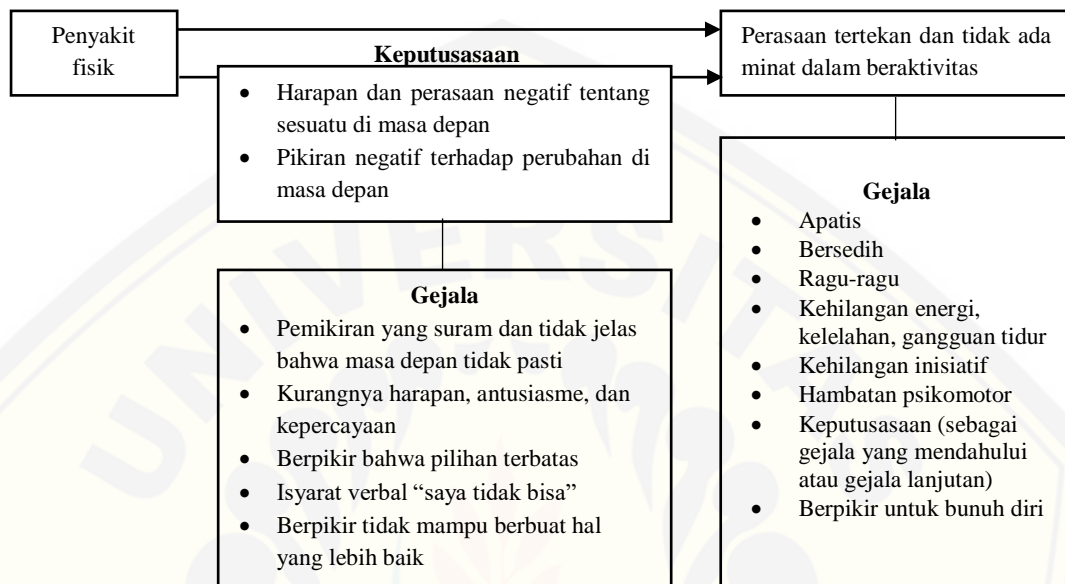 Penyakit
fisik
Keputusasaan
• Harapan dan perasaan negatif tentang
sesuatu di masa depan
• Pikiran negatif terhadap perubahan di
masa depan
Gejala
• Pemikiran yang suram dan tidak jelas
bahwa masa depan tidak pasti
• Kurangnya harapan, antusiasme, dan
kepercayaan
• Berpikir bahwa pilihan terbatas
• Isyarat verbal “saya tidak bisa”
• Berpikir tidak mampu berbuat hal
yang lebih baik
Perasaan tertekan dan tidak ada
minat dalam beraktivitas
Gejala
• Apatis
• Bersedih
• Ragu-ragu
• Kehilangan energi,
kelelahan, gangguan tidur
• Kehilangan inisiatif
• Hambatan psikomotor
• Keputusasaan (sebagai
gejala yang mendahului
atau gejala lanjutan)
• Berpikir untuk bunuh diri
UNIVERSITAS